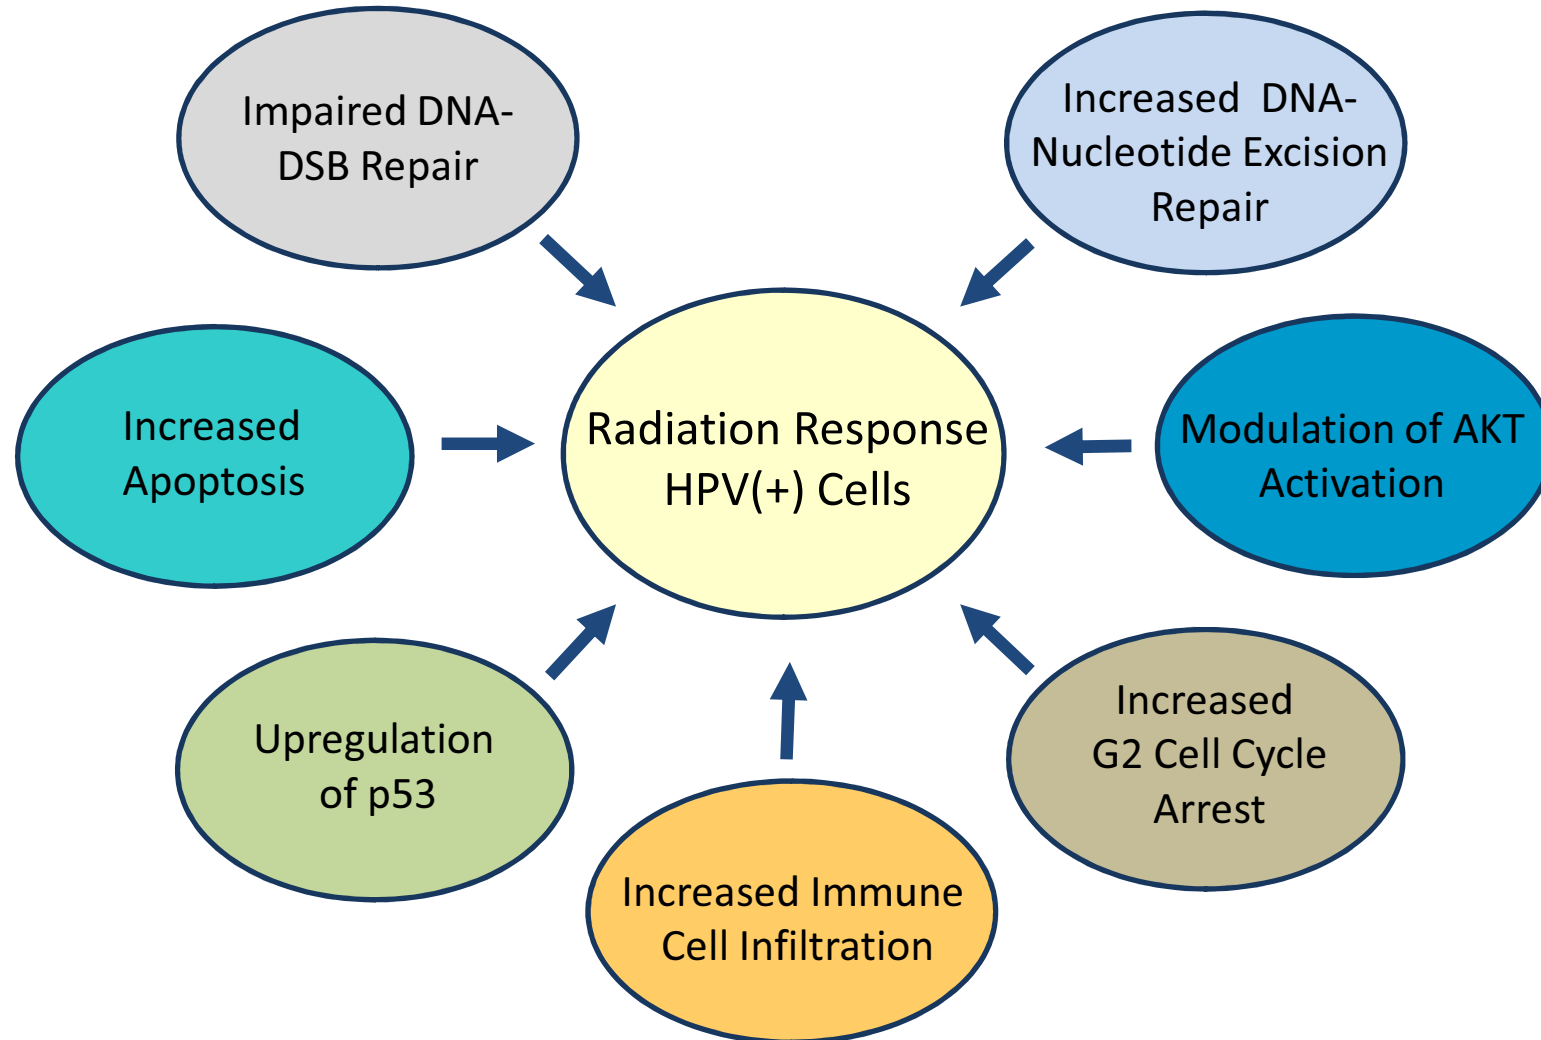 Impaired DNA-
DSB Repair
Increased DNA-
Nucleotide Excision
Repair
Increased
Apoptosis
Radiation Response
HPV(+) Cells
Modulation of AKT
Activation
Upregulation
of p53
Increased
G2 Cell Cycle
Arrest
Increased Immune
Cell Infiltration